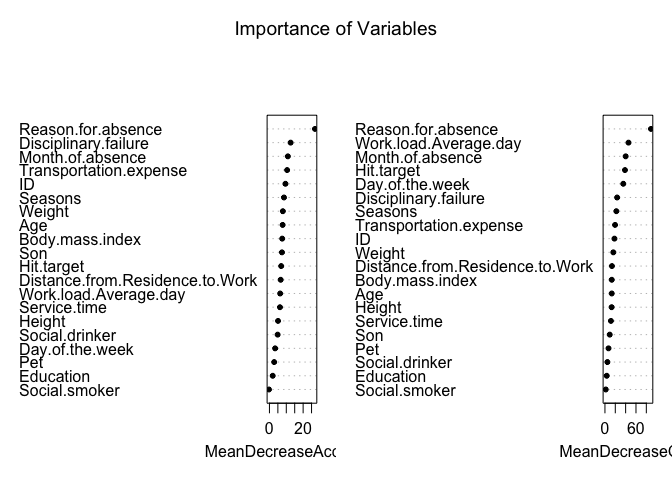 Importance of Variables
Reason.for.absence
Disciplinary.failure
Month.of.absence
Transportation.expense
ID
Seasons
Weight
Age
Body.mass.index
Son
Hit.target
Distance.from.Residence.to.Work
Work.load.Average.day
Service.time
Height
Social.drinker
Day.of.the.week
Pet
Education
Social.smoker
0 20
MeanDecreaseAcc
Reason.for.absence
Work.load.Average.day
Month.of.absence
Hit.target
Day.of.the.week
Disciplinary.failure
Seasons
Transportation.expense
ID
Weight
Distance.from.Residence.to.Work
Body.mass.index
Age
Height
Service.time
Son
Pet
Social.drinker
Education
Social.smoker
0 60
MeanDecreaseG